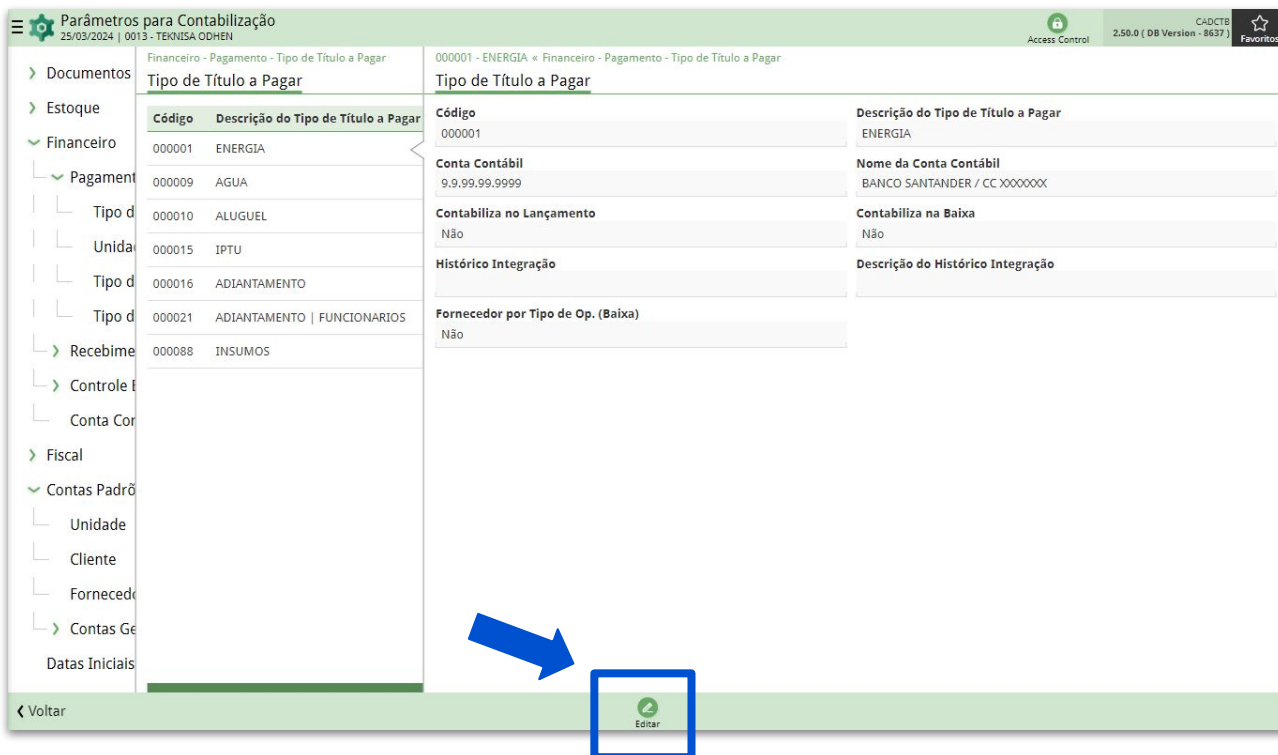 Parâmetros para Contabilização
25/03/2024 | 0013 - TEKNISA ODHEN
Access Control
CADCTB
2.50.0 ( DB Version - 8637 )
Favoritos
Documentos
Estoque
Financeiro
Pagament
Tipo d
Unida
Tipo d
Tipo d
Recebime
Controle E
Conta Cor
Fiscal
Contas Padrõ
Unidade
Cliente
Forneced
Contas Ge
Datas Iniciais
Financeiro - Pagamento - Tipo de Título a Pagar
Tipo de Título a Pagar
Código Descrição do Tipo de Título a Pagar
000001 ENERGIA
000009 AGUA
000010 ALUGUEL
000015 IPTU
000016 ADIANTAMENTO
000021 ADIANTAMENTO | FUNCIONARIOS
000088 INSUMOS
000001 - ENERGIA « Financeiro - Pagamento - Tipo de Título a Pagar
Tipo de Título a Pagar
Código Descrição do Tipo de Título a Pagar
000001 ENERGIA
Conta Contábil Nome da Conta Contábil
9.9.99.99.9999 BANCO SANTANDER / CC XXXXXXX
Contabiliza no Lançamento Contabiliza na Baixa
Não Não
Histórico Integração Descrição do Histórico Integração
Fornecedor por Tipo de Op. (Baixa)
Não
Voltar
Editar